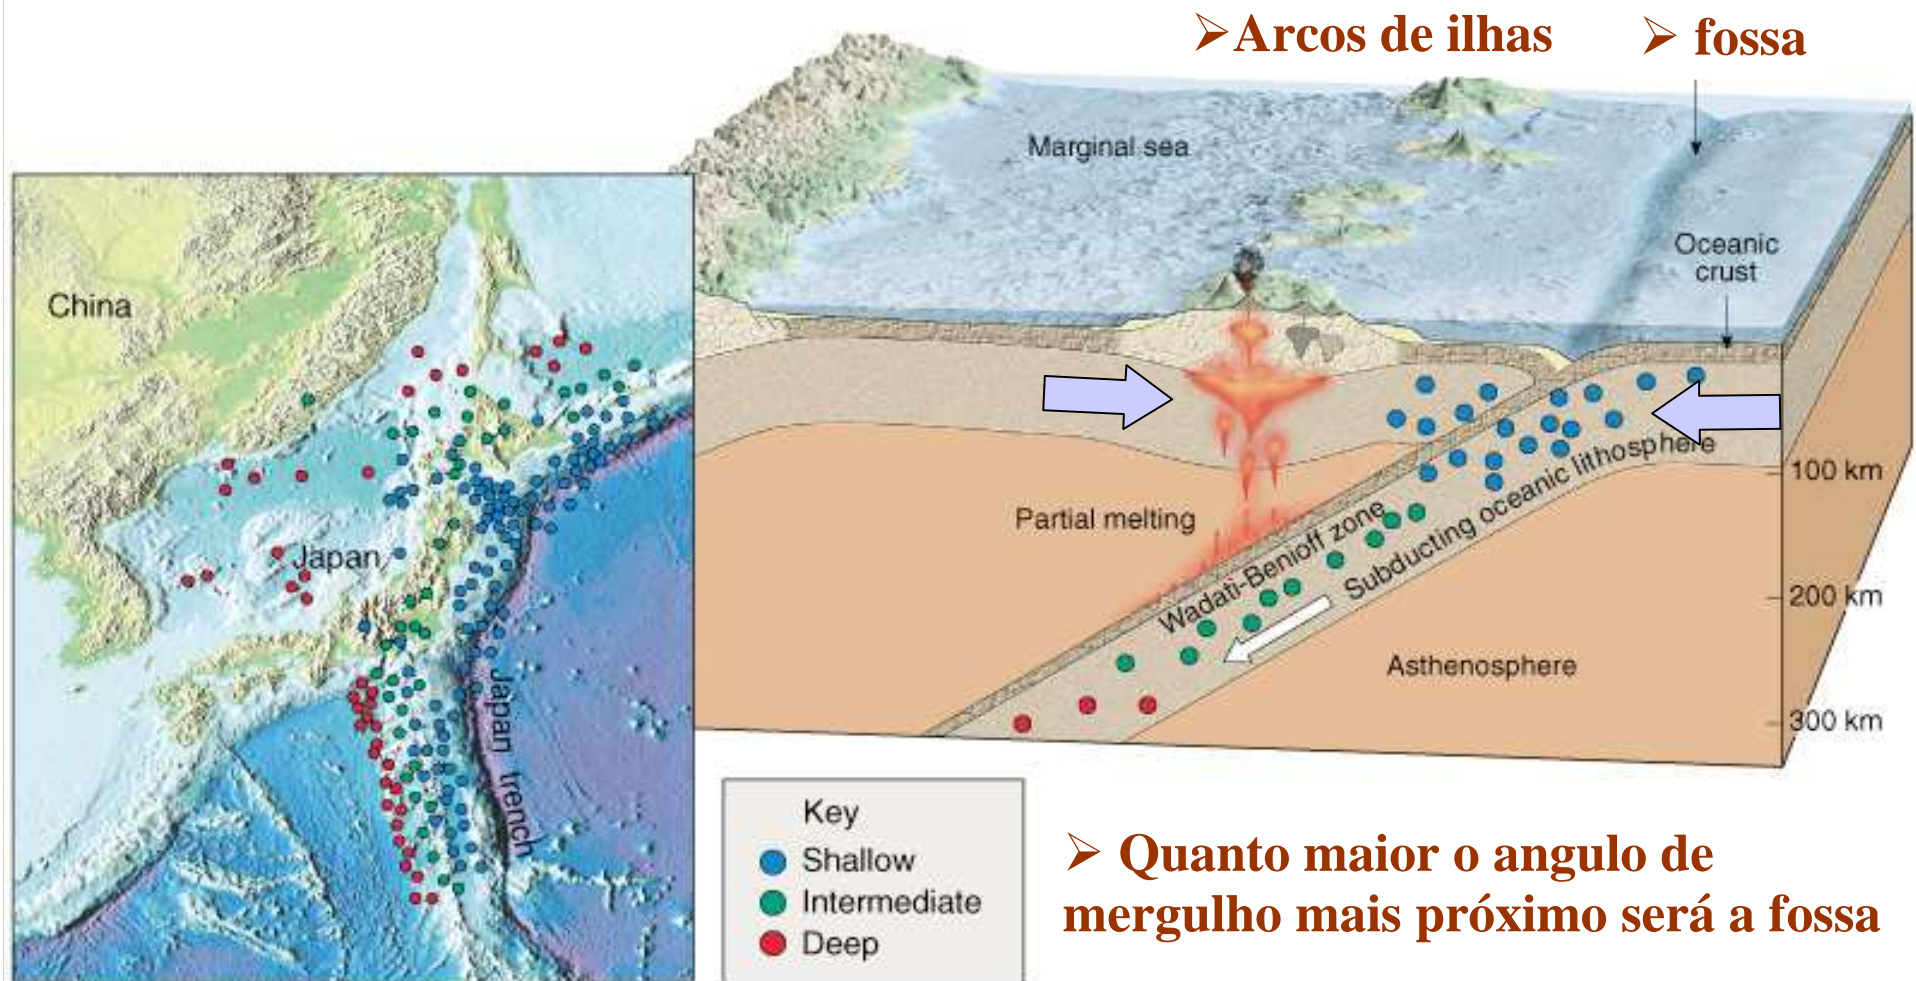 ➢Arcos de ilhas
➢ fossa
Marginal sea
Oceanic
crust
China
Japan
Japan trench
Partial melting
Wadati-Benioff zone
Subducting oceanic lithosphere
Asthenosphere
100 km
200 km
300 km
Key
Shallow
Intermediate
Deep
➢ Quanto maior o angulo de
mergulho mais próximo será a fossa